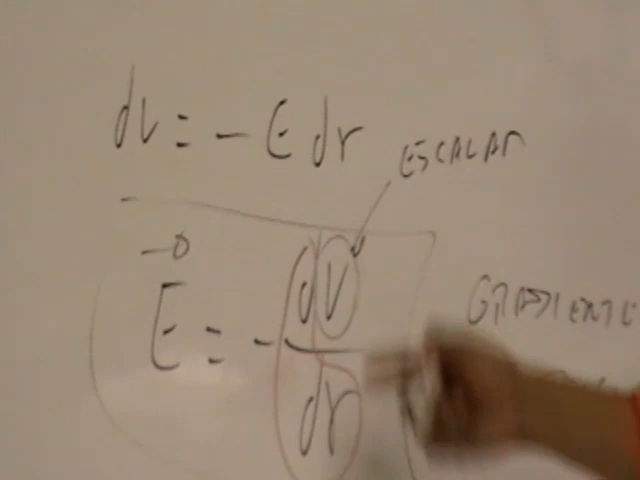 dV = - E dr
ESCALAR
E⃗ = - dV/dr
GRADIENTE